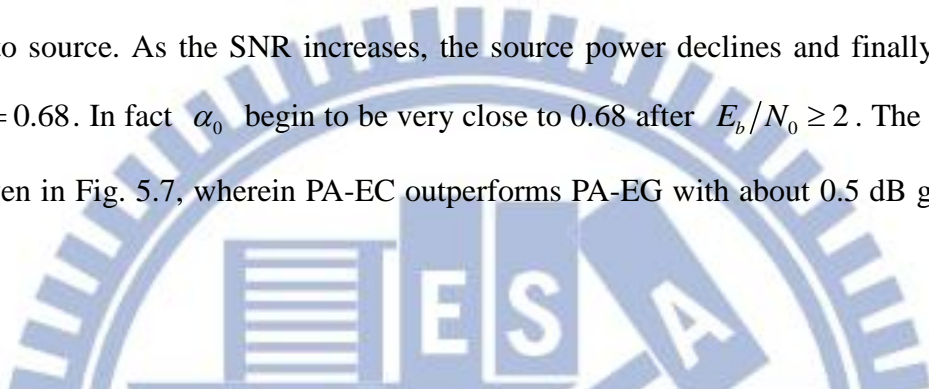 to source. As the SNR increases, the source power declines and finally
= 0.68. In fact α₀ begin to be very close to 0.68 after E_b/N₀ ≥ 2. The
en in Fig. 5.7, wherein PA-EC outperforms PA-EG with about 0.5 dB g
E S A